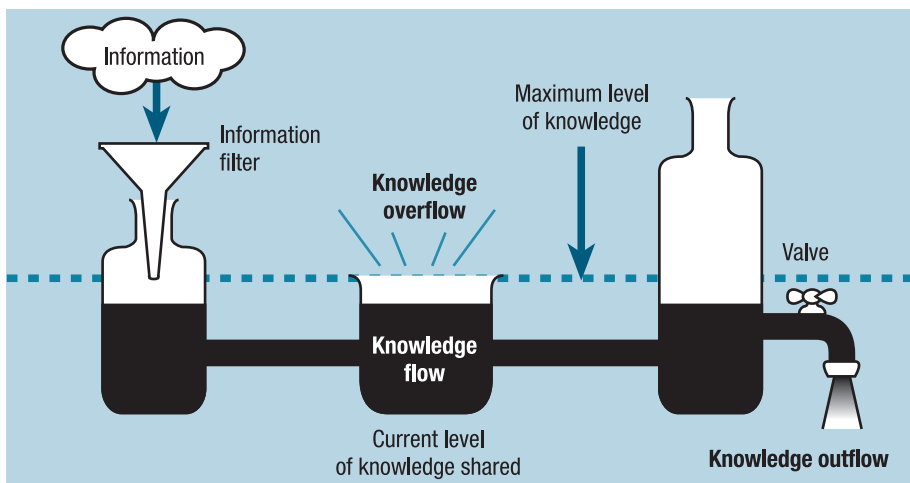 Information
Information
filter
Knowledge
overflow
Maximum level
of knowledge
Valve
Knowledge
flow
Current level
of knowledge shared
Knowledge outflow